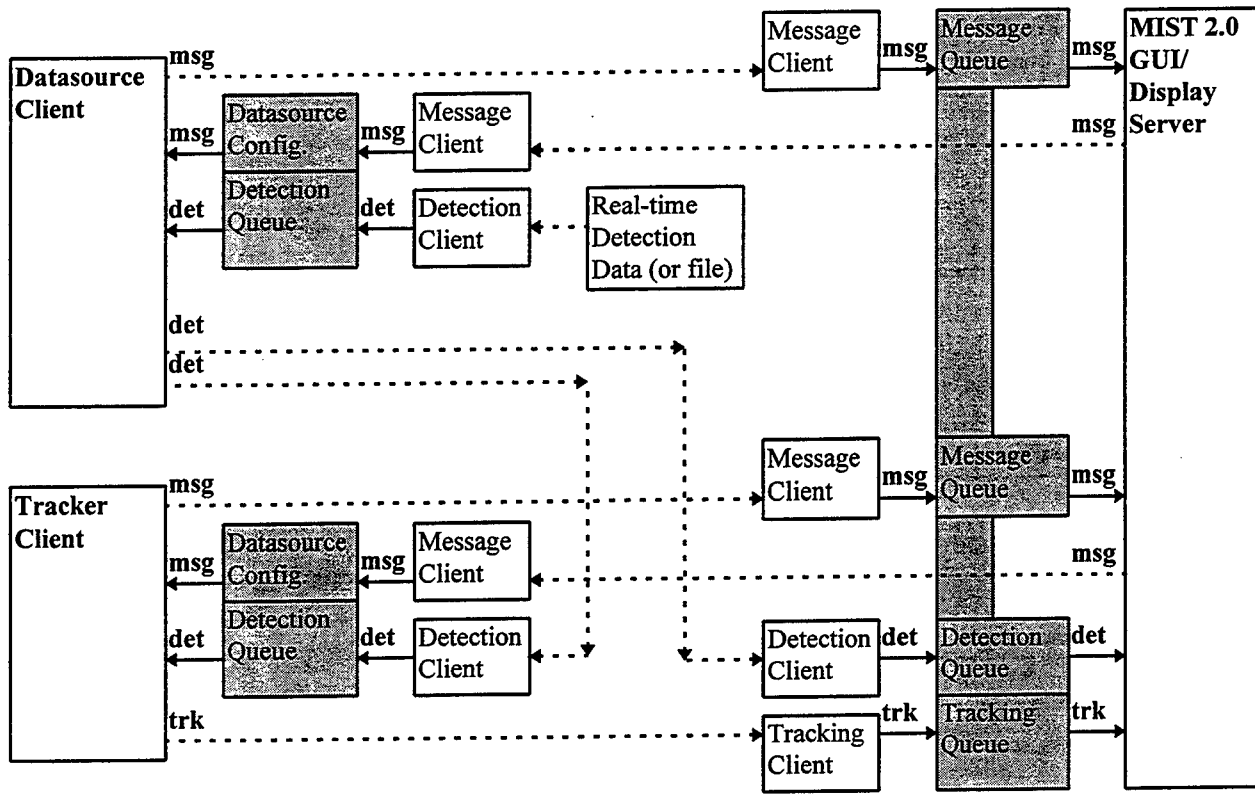 msg
Message
Client
msg
Message
Queue
msg
MIST 2.0
GUI/
Display
Server
Datasource
Client
msg
Datasource
Config.
msg
Message
Client
msg
det
Detection
Queue
det
Detection
Client
Real-time
Detection
Data (or file)
det
det
Message
Client
msg
Message
Queue
msg
Tracker
Client
msg
msg
Datasource
Config.
msg
Message
Client
msg
det
Detection
Queue
det
Detection
Client
Detection
Client
det
Detection
Queue
det
trk
Tracking
Client
trk
Tracking
Queue
trk